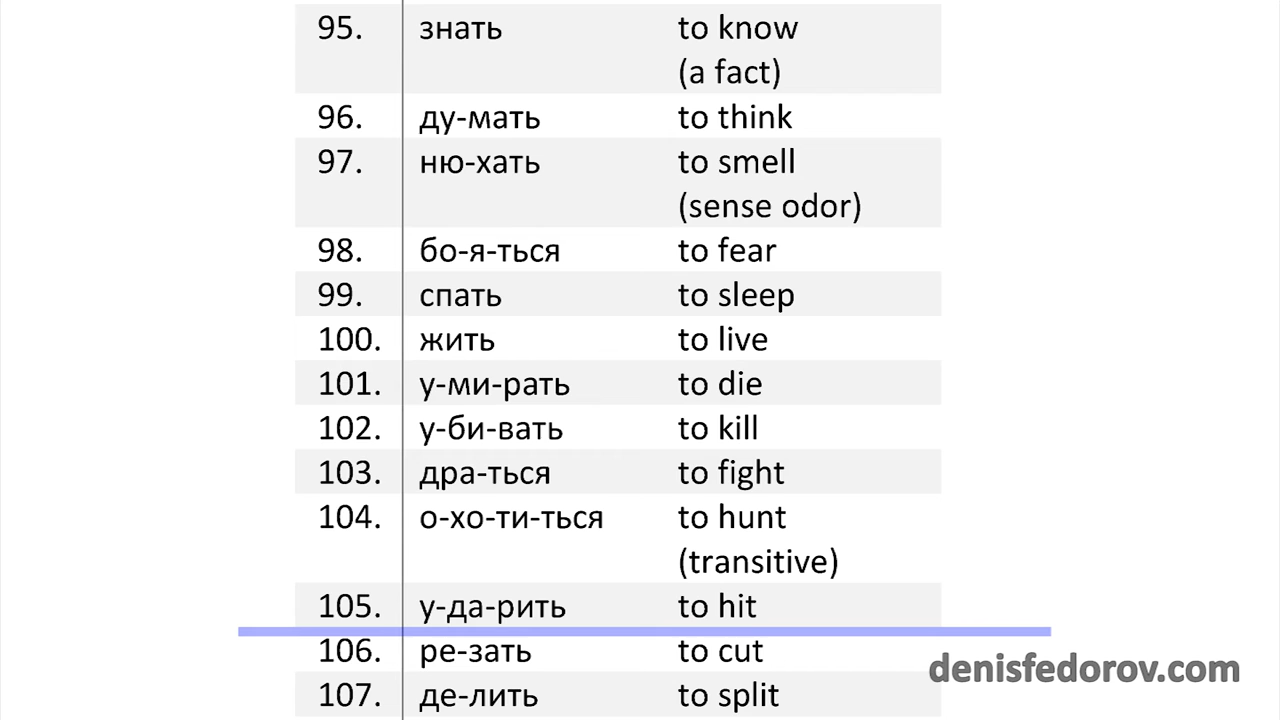 95. знать to know
(a fact)
96. ду-мать to think
97. ню-хать to smell
(sense odor)
98. бо-я-ться to fear
99. спать to sleep
100. жить to live
101. у-ми-рать to die
102. у-би-вать to kill
103. дра-ться to fight
104. о-хо-ти-ться to hunt
(transitive)
105. у-да-рить to hit
106. ре-зать to cut
107. де-лить to split
denisfedorov.com